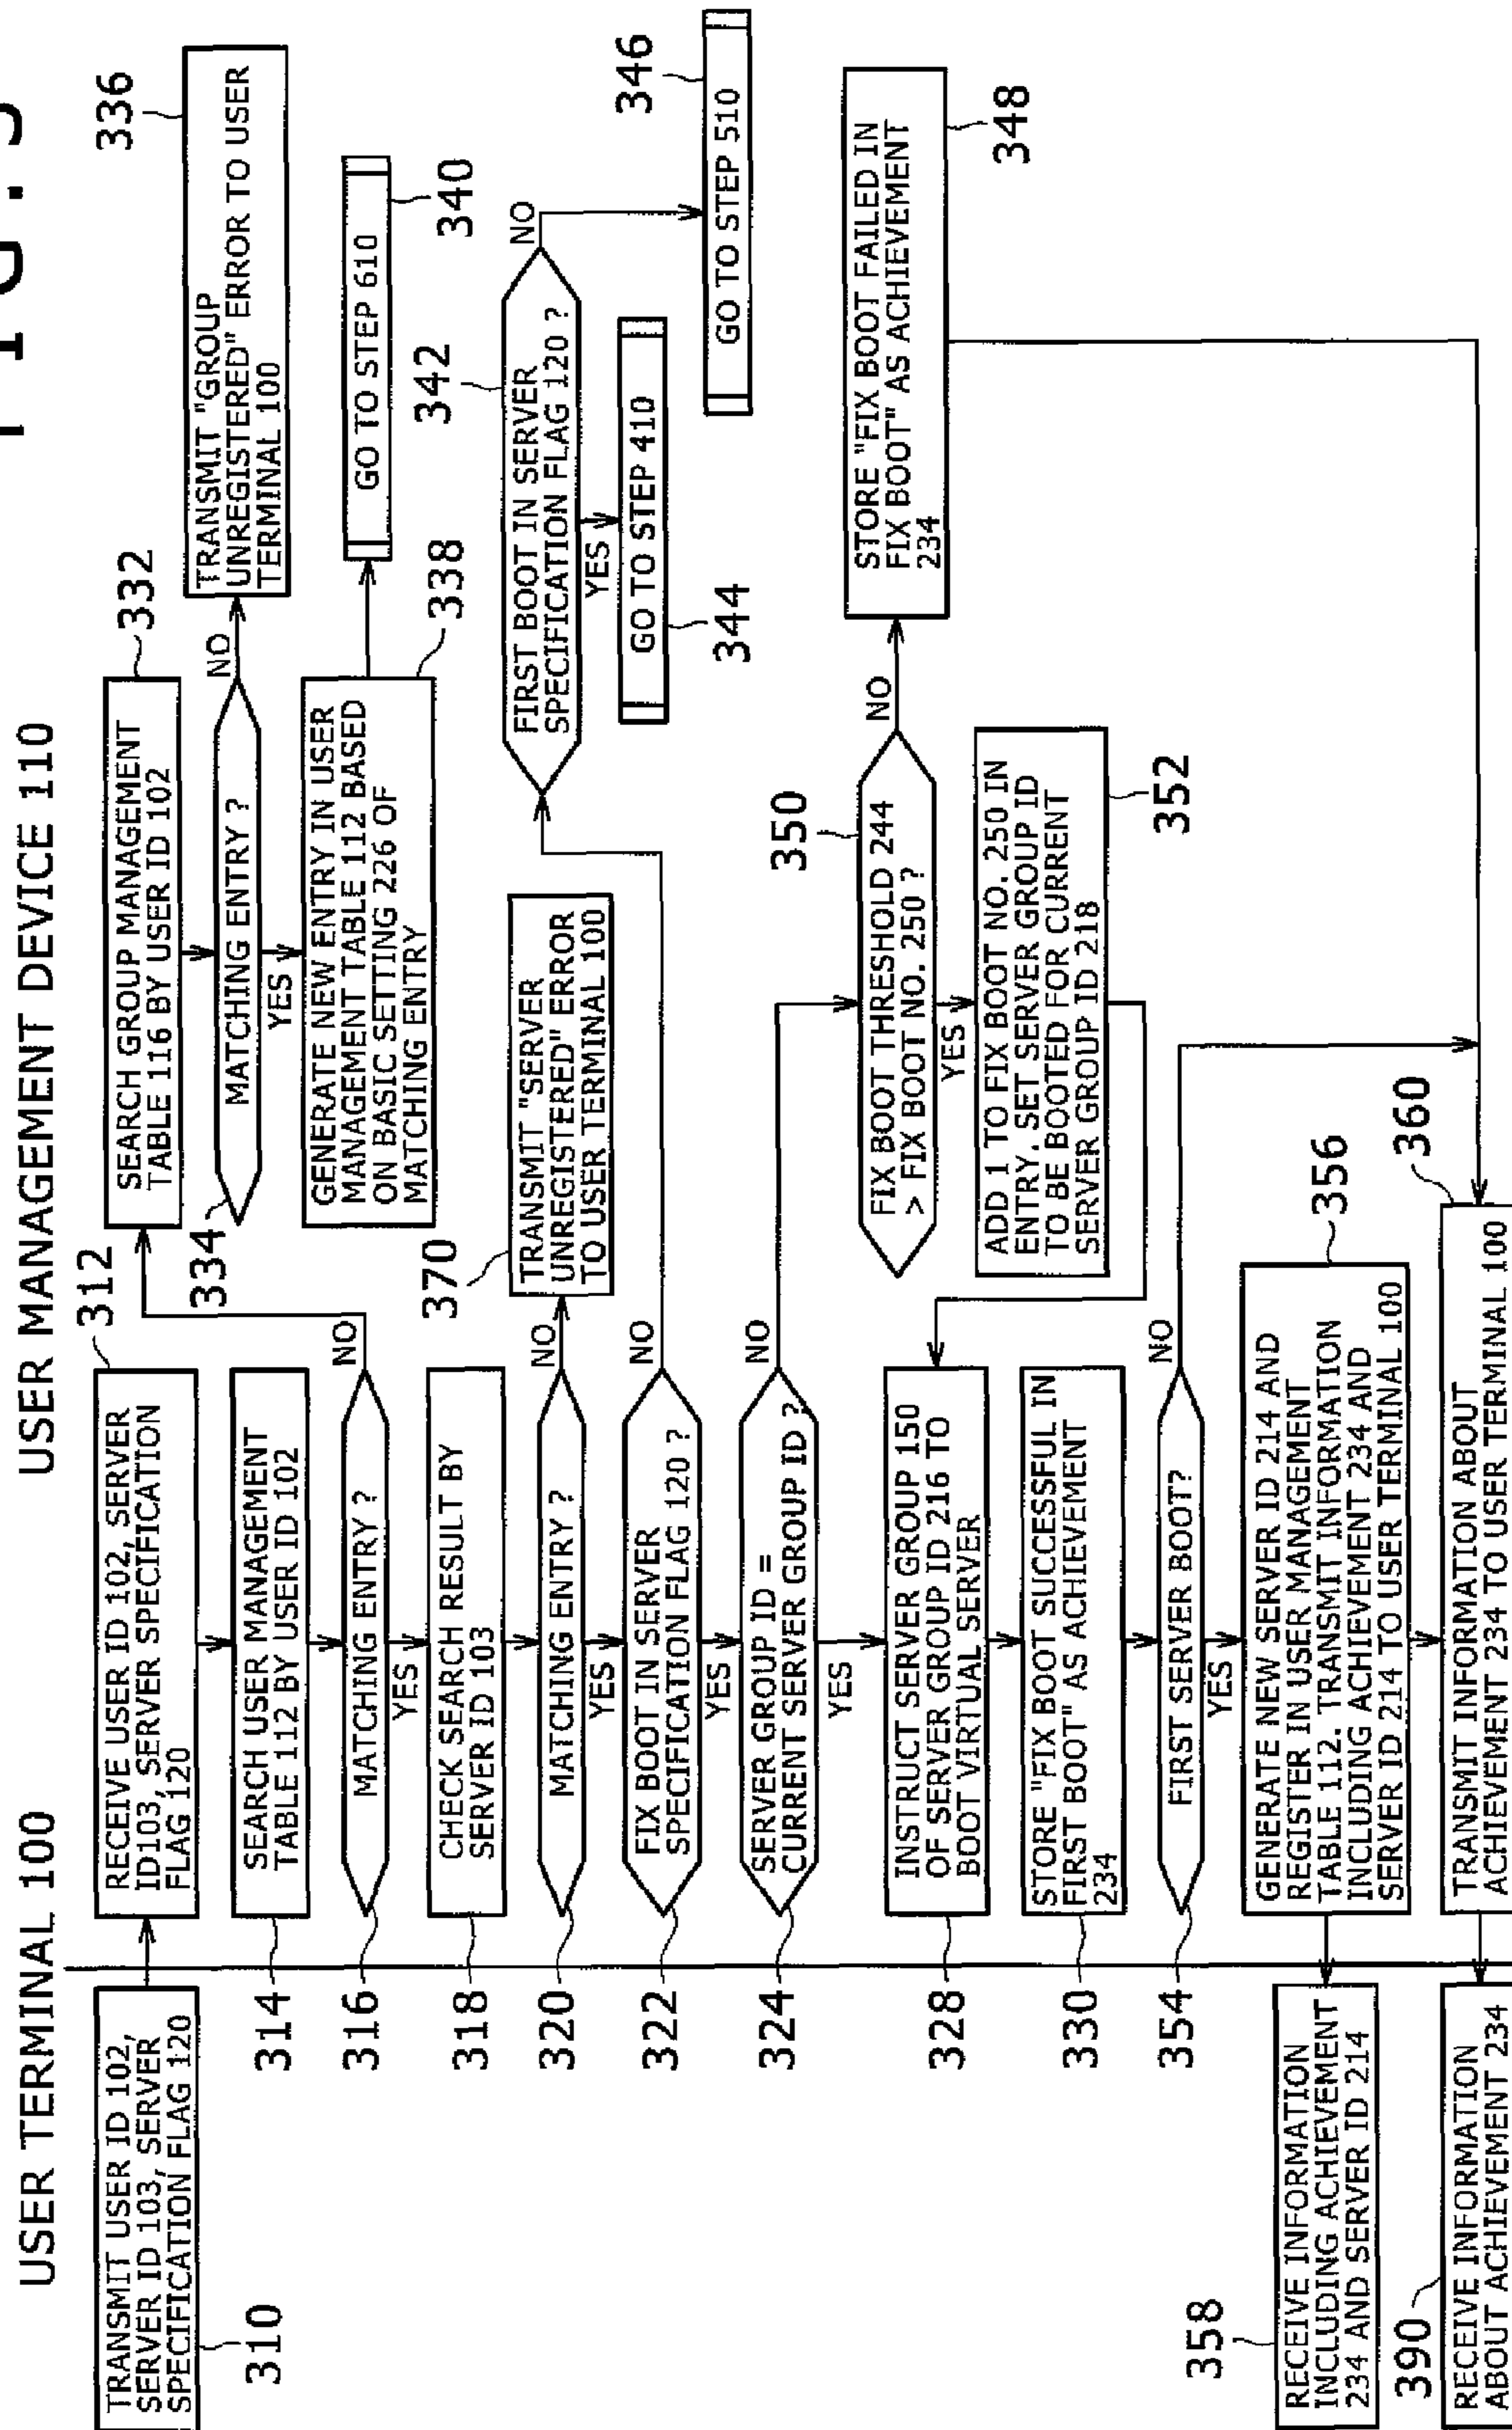 FIG. 3
USER TERMINAL 100
USER MANAGEMENT DEVICE 110
TRANSMIT USER ID 102,
SERVER ID 103, SERVER
SPECIFICATION FLAG 120
310
RECEIVE USER ID 102, SERVER
ID103, SERVER SPECIFICATION
FLAG 120
312
SEARCH USER MANAGEMENT
TABLE 112 BY USER ID 102
314
MATCHING ENTRY ?
316
NO
YES
SEARCH GROUP MANAGEMENT
TABLE 116 BY USER ID 102
332
MATCHING ENTRY ?
334
NO
YES
TRANSMIT "GROUP
UNREGISTERED" ERROR TO USER
TERMINAL 100
336
GENERATE NEW ENTRY IN USER
MANAGEMENT TABLE 112 BASED
ON BASIC SETTING 226 OF
MATCHING ENTRY
338
GO TO STEP 610
340
CHECK SEARCH RESULT BY
SERVER ID 103
318
MATCHING ENTRY ?
320
NO
YES
TRANSMIT "SERVER
UNREGISTERED" ERROR
TO USER TERMINAL 100
370
FIX BOOT IN SERVER
SPECIFICATION FLAG 120 ?
322
NO
YES
FIRST BOOT IN SERVER
SPECIFICATION FLAG 120 ?
342
NO
YES
GO TO STEP 410
344
GO TO STEP 510
346
SERVER GROUP ID =
CURRENT SERVER GROUP ID ?
324
NO
YES
FIX BOOT THRESHOLD 244
> FIX BOOT NO. 250 ?
350
NO
YES
STORE "FIX BOOT FAILED IN
FIX BOOT" AS ACHIEVEMENT
234
348
ADD 1 TO FIX BOOT NO. 250 IN
ENTRY. SET SERVER GROUP ID
TO BE BOOTED FOR CURRENT
SERVER GROUP ID 218
352
INSTRUCT SERVER GROUP 150
OF SERVER GROUP ID 216 TO
BOOT VIRTUAL SERVER
328
STORE "FIX BOOT SUCCESSFUL IN
FIRST BOOT" AS ACHIEVEMENT
234
330
FIRST SERVER BOOT?
354
NO
YES
GENERATE NEW SERVER ID 214 AND
REGISTER IN USER MANAGEMENT
TABLE 112. TRANSMIT INFORMATION
INCLUDING ACHIEVEMENT 234 AND
SERVER ID 214 TO USER TERMINAL 100
356
RECEIVE INFORMATION
INCLUDING ACHIEVEMENT
234 AND SERVER ID 214
358
TRANSMIT INFORMATION ABOUT
ACHIEVEMENT 234 TO USER TERMINAL 100
360
RECEIVE INFORMATION
ABOUT ACHIEVEMENT 234
390